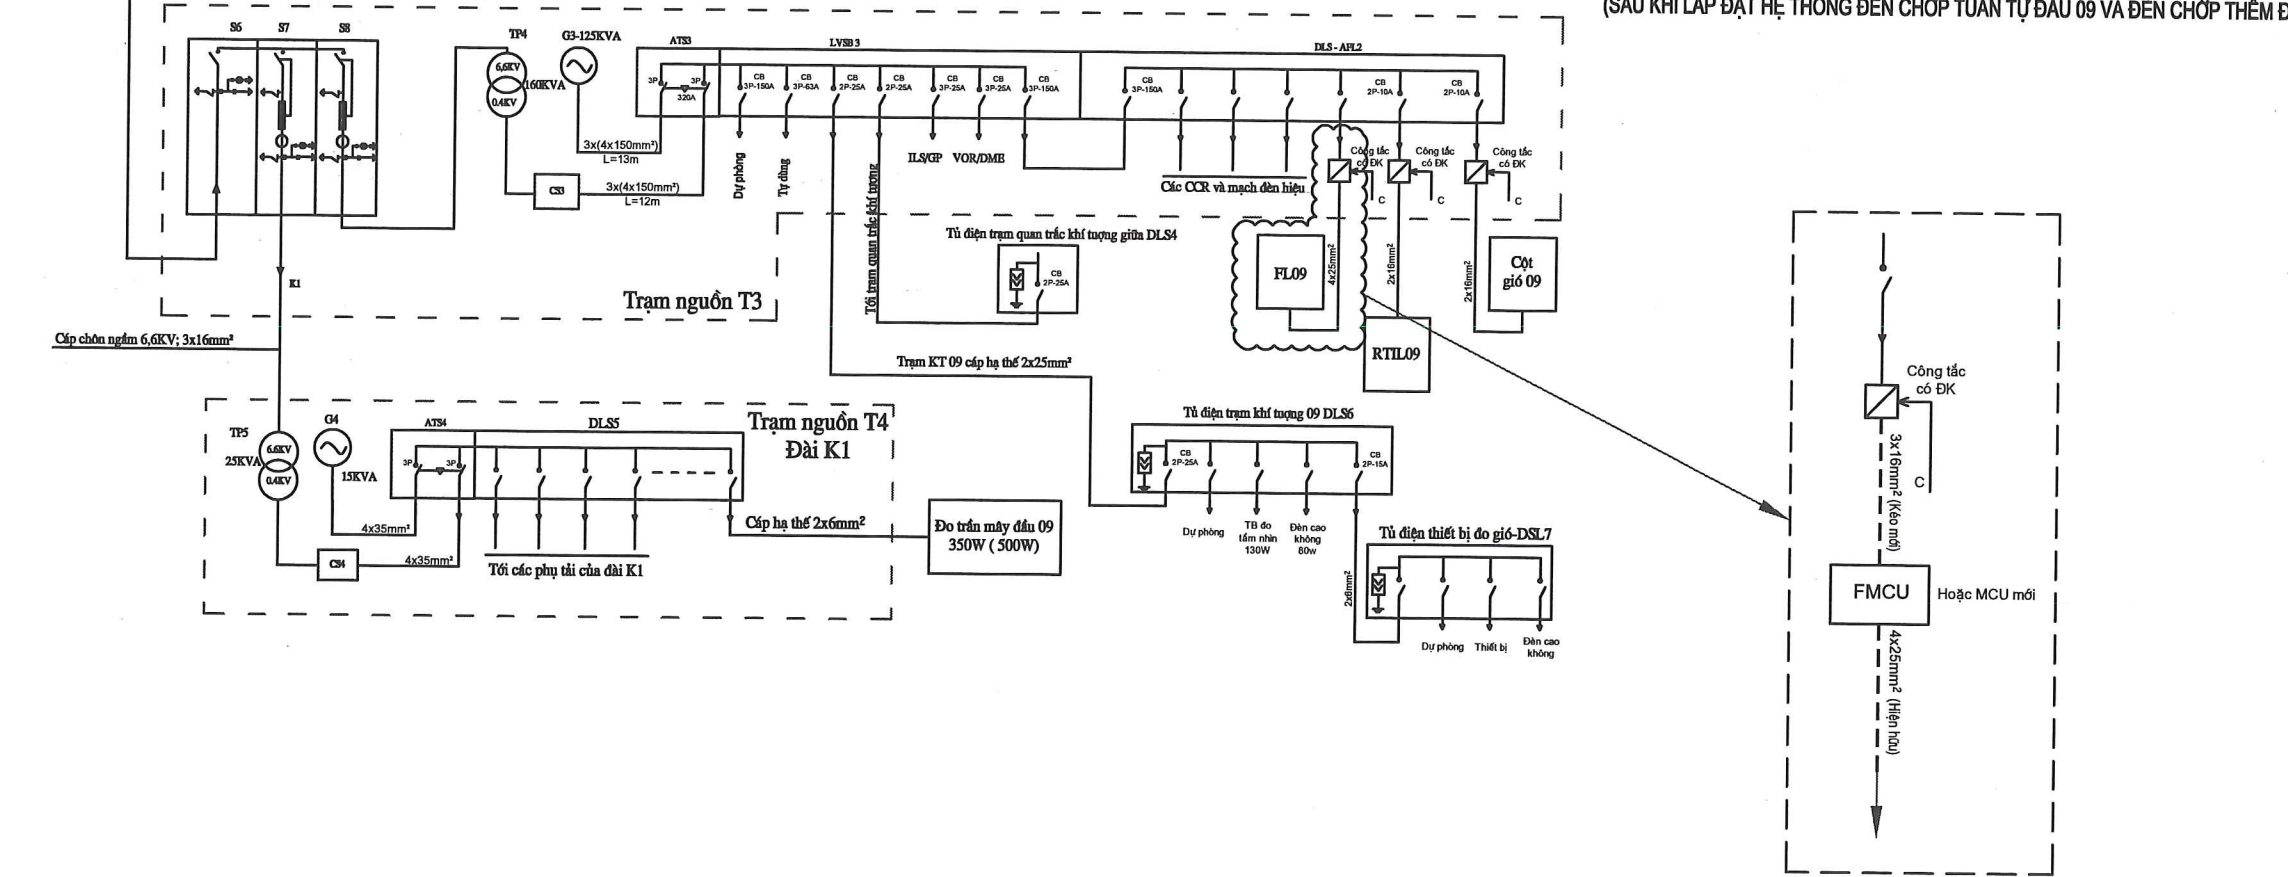 (SAU KHI LẮP ĐẶT HỆ THỐNG ĐÈN CHỚP TUẦN TỰ ĐẦU 09 VÀ ĐÈN CHỚP THỀM
S6
S7
S8
TP4
6,6KV
0.4KV
160KVA
G3-125KVA
ATS3
LVSB 3
DLS - AFL2
3P
3P
320A
CB
3P-150A
CB
3P-63A
CB
2P-25A
CB
2P-25A
CB
3P-25A
CB
3P-25A
CB
3P-150A
CB
3P-150A
CB
2P-10A
CB
2P-10A
3x(4x150mm²)
L=13m
CS3
3x(4x150mm²)
L=12m
Dự phòng
Tự dùng
Tới trạm quan trắc khí tượng
ILS/GP
VOR/DME
Các CCR và mạch đèn hiệu
Công tắc
có ĐK
C
Công tắc
có ĐK
C
Công tắc
có ĐK
C
Tủ điện trạm quan trắc khí tượng giữa DLS4
CB
2P-25A
FL09
4x25mm²
2x16mm²
2x16mm²
Cột
gió 09
RTIL09
K1
Trạm nguồn T3
Cáp chôn ngầm 6,6KV; 3x16mm²
Trạm KT 09 cáp hạ thế 2x25mm²
TP5
25KVA
6.6KV
0.4KV
G4
15KVA
ATS4
DLS5
3P
3P
Trạm nguồn T4
Đài K1
4x35mm²
CS4
4x35mm²
Tới các phụ tải của đài K1
Cáp hạ thế 2x6mm²
Đo trần mây đầu 09
350W ( 500W)
Tủ điện trạm khí tượng 09 DLS6
CB
2P-25A
CB
2P-15A
Dự phòng
TB đo
tầm nhìn
130W
Đèn cao
không
80w
2x6mm²
Tủ điện thiết bị đo gió-DSL7
Dự phòng
Thiết bị
Đèn cao
không
Công tắc
có ĐK
C
3x16mm² (Kéo mới)
FMCU
Hoặc MCU mới
4x25mm² (Hiện hữu)